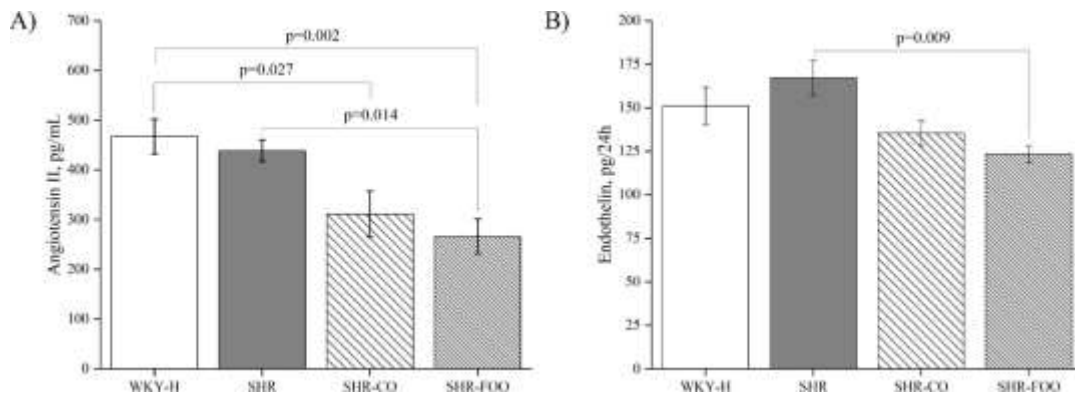 A)
700
600
500
400
300
200
100
0
Angiotensin II, pg/mL
p=0.002
p=0.027
p=0.014
WKY-H SHR SHR-CO SHR-FOO
B)
200
175
150
125
100
75
50
25
0
Endothelin, pg/24h
p=0.009
WKY-H SHR SHR-CO SHR-FOO